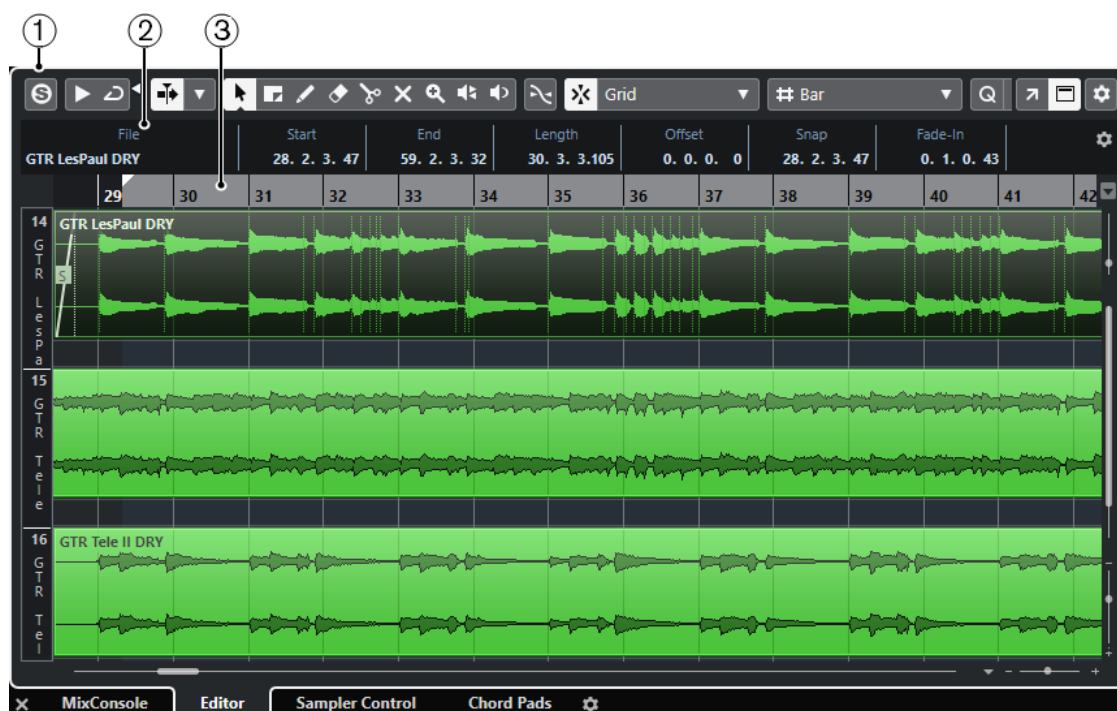 1 2 3
S Grid Bar Q
File Start End Length Offset Snap Fade-In
GTR LesPaul DRY 28. 2. 3. 47 59. 2. 3. 32 30. 3. 3.105 0. 0. 0. 0 28. 2. 3. 47 0. 1. 0. 43
29 30 31 32 33 34 35 36 37 38 39 40 41 42
14 GTR LesPaul DRY
GTR LesPa
S
15
GTR Tele
16 GTR Tele II DRY
GTR Tel
MixConsole Editor Sampler Control Chord Pads